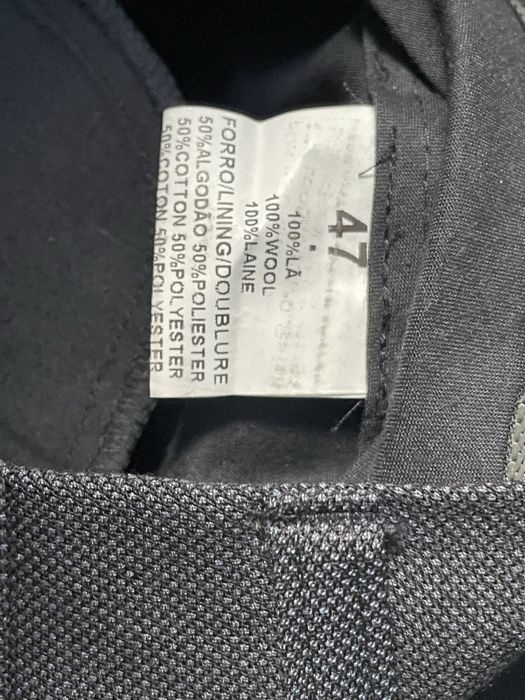 47
100%LÃ
100%WOOL
100%LAINE
FORRO/LINING/DOUBLURE
50%ALGODÃO 50%POLIESTER
50%COTTON 50%POLYESTER
50%COTON 50%POLYESTER